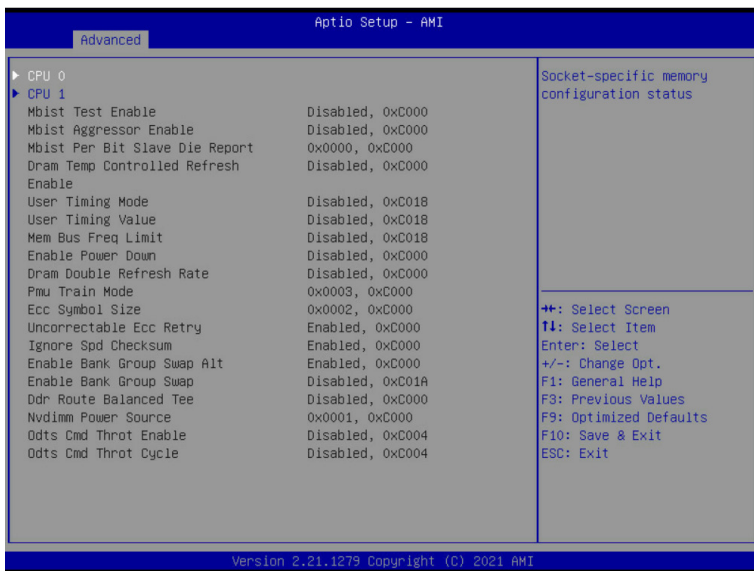 Aptio Setup - AMI
Advanced
CPU 0
CPU 1
Mbist Test Enable Disabled, 0xC000
Mbist Aggressor Enable Disabled, 0xC000
Mbist Per Bit Slave Die Report 0x0000, 0xC000
Dram Temp Controlled Refresh Disabled, 0xC000
Enable
User Timing Mode Disabled, 0xC018
User Timing Value Disabled, 0xC018
Mem Bus Freq Limit Disabled, 0xC018
Enable Power Down Disabled, 0xC000
Dram Double Refresh Rate Disabled, 0xC000
Pmu Train Mode 0x0003, 0xC000
Ecc Symbol Size 0x0002, 0xC000
Uncorrectable Ecc Retry Enabled, 0xC000
Ignore Spd Checksum Enabled, 0xC000
Enable Bank Group Swap Alt Enabled, 0xC000
Enable Bank Group Swap Disabled, 0xC01A
Ddr Route Balanced Tee Disabled, 0xC000
Nvdimm Power Source 0x0001, 0xC000
Odts Cmd Throt Enable Disabled, 0xC004
Odts Cmd Throt Cycle Disabled, 0xC004
Socket-specific memory
configuration status
→←: Select Screen
↑↓: Select Item
Enter: Select
+/-: Change Opt.
F1: General Help
F3: Previous Values
F9: Optimized Defaults
F10: Save & Exit
ESC: Exit
Version 2.21.1279 Copyright (C) 2021 AMI